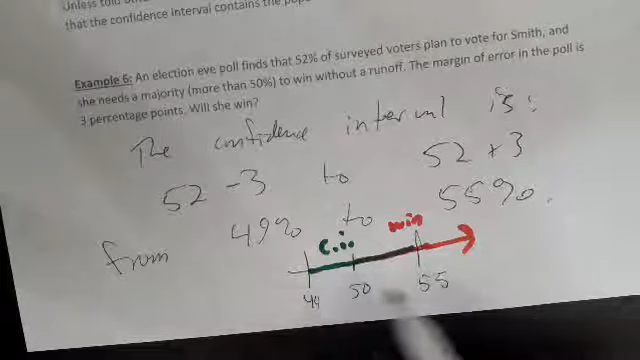 Unless told
that the confidence interval contains the
Example 6: An election eve poll finds that 52% of surveyed voters plan to vote for Smith, and
she needs a majority (more than 50%) to win without a runoff. The margin of error in the poll is
3 percentage points. Will she win?
The confidence interval is:
52 - 3 to 52 + 3
from 49% to 55%.
c.i. win
49 50 55